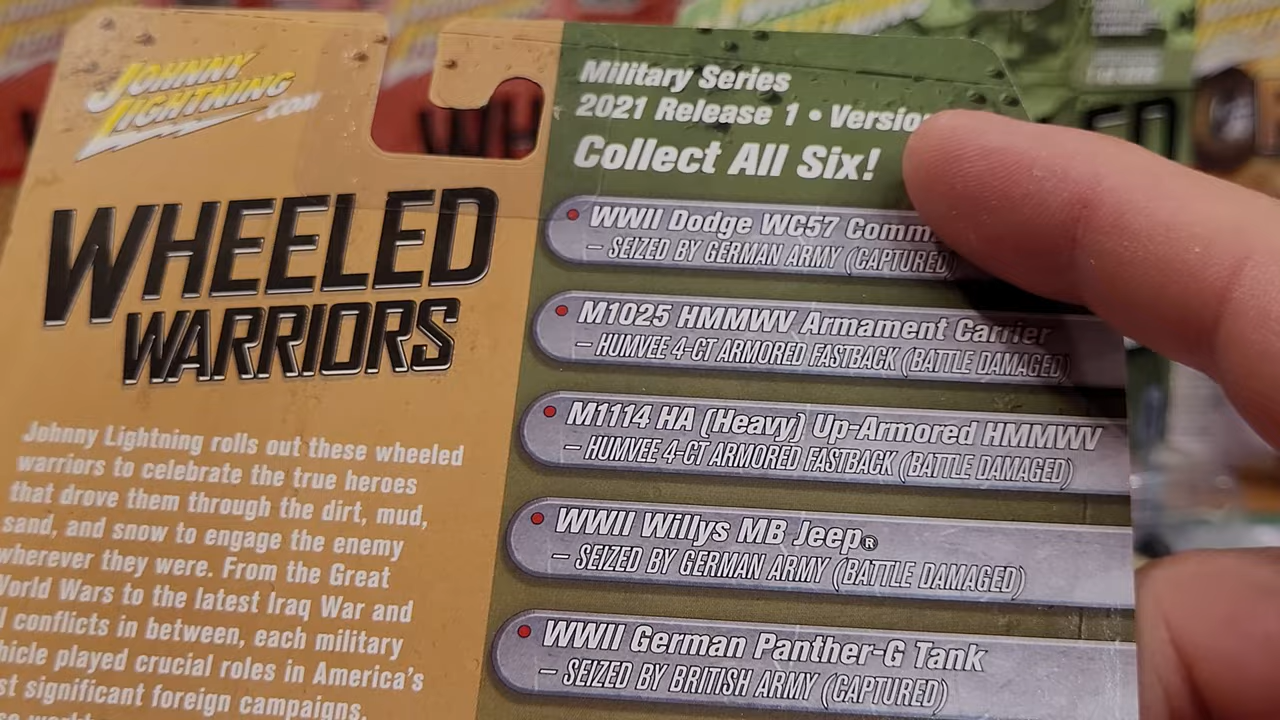 JOHNNY
LIGHTNING
.COM
WHEELED
WARRIORS
Johnny Lightning rolls out these wheeled
warriors to celebrate the true heroes
that drove them through the dirt, mud,
sand, and snow to engage the enemy
wherever they were. From the Great
World Wars to the latest Iraq War and
conflicts in between, each military
played crucial roles in America's
significant foreign campaigns.
Military Series
2021 Release 1 •
Collect All Six!
WWII Dodge WC57
– SEIZED BY GERMAN ARMY (CAPTURED)
M1025 HMMWV Armament Carrier
– HUMVEE 4-CT ARMORED FASTBACK (BATTLE DAMAGED)
M1114 HA (Heavy) Up-Armored HMMWV
– HUMVEE 4-CT ARMORED FASTBACK (BATTLE DAMAGED)
WWII Willys MB Jeep®
– SEIZED BY GERMAN ARMY (BATTLE DAMAGED)
WWII German Panther-G Tank
– SEIZED BY BRITISH ARMY (CAPTURED)